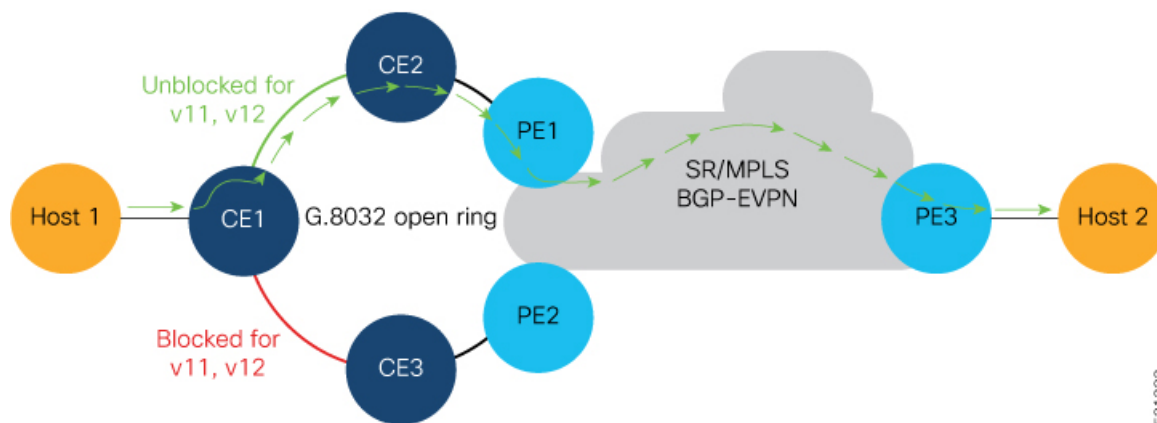 CE2
Unblocked for
v11, v12
PE1
SR/MPLS
BGP-EVPN
Host 1
CE1
G.8032 open ring
PE3
Host 2
PE2
Blocked for
v11, v12
CE3